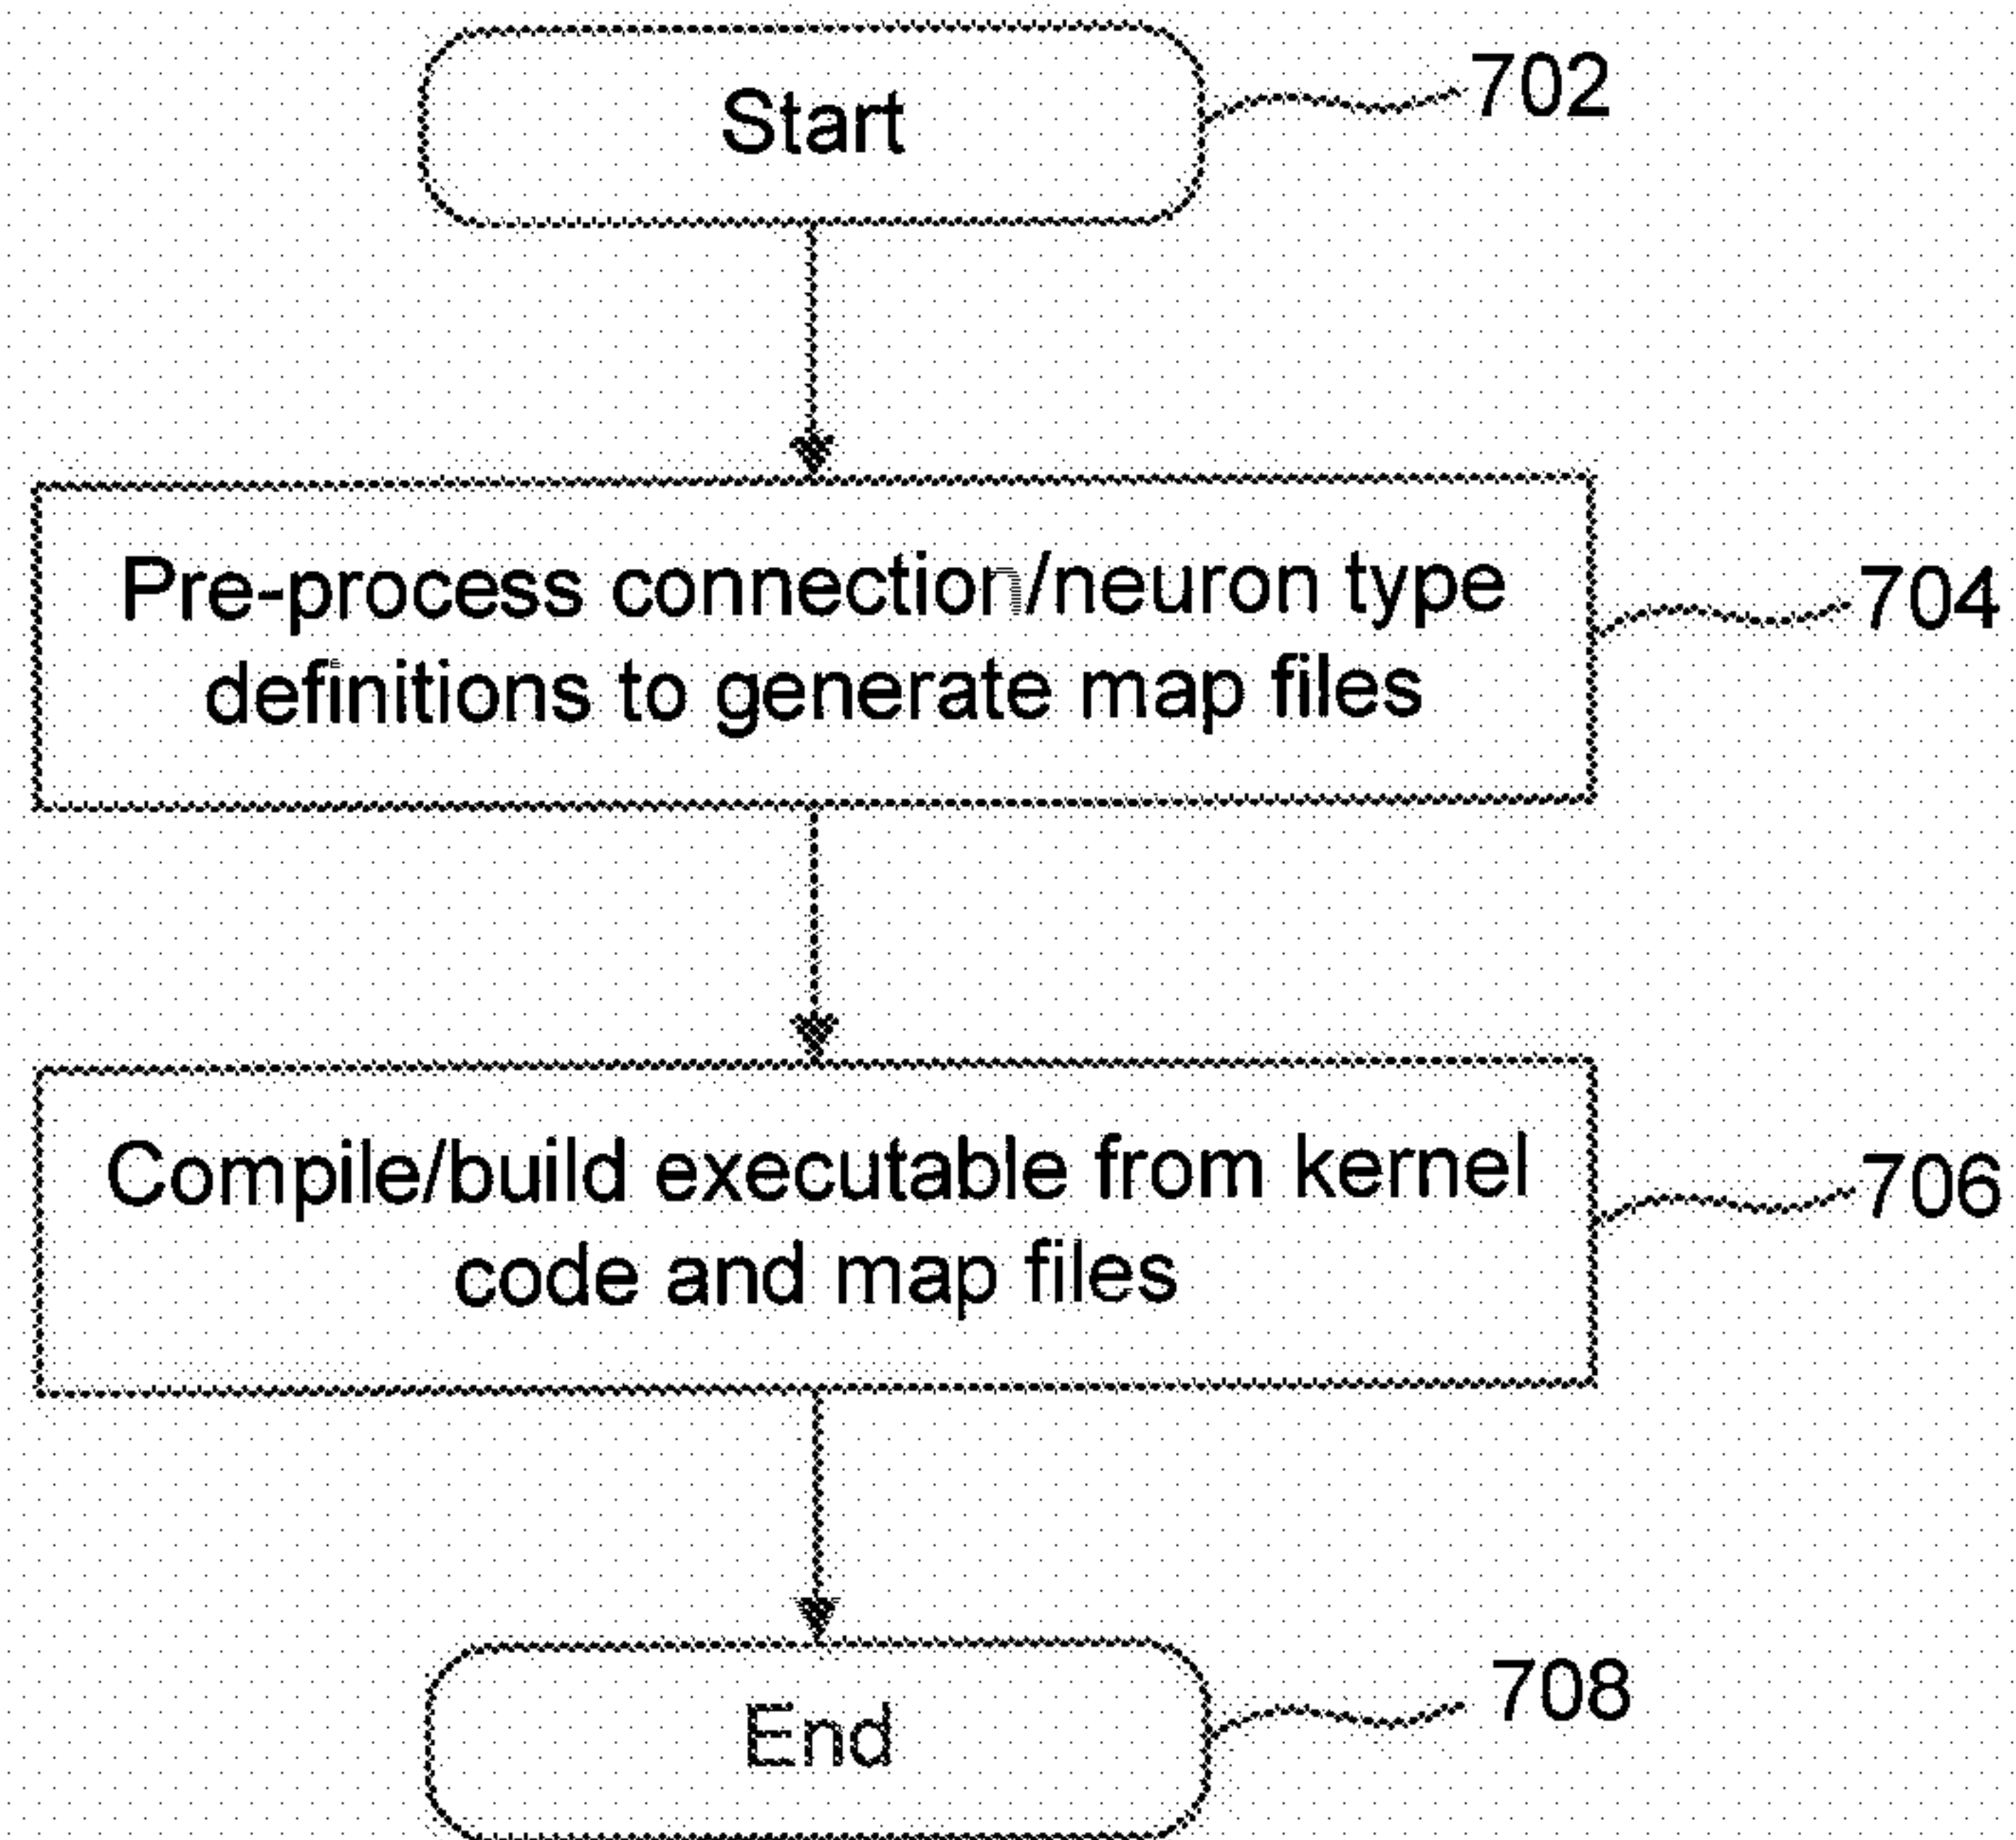 Start
702
Pre-process connection/neuron type
definitions to generate map files
704
Compile/build executable from kernel
code and map files
706
End
708